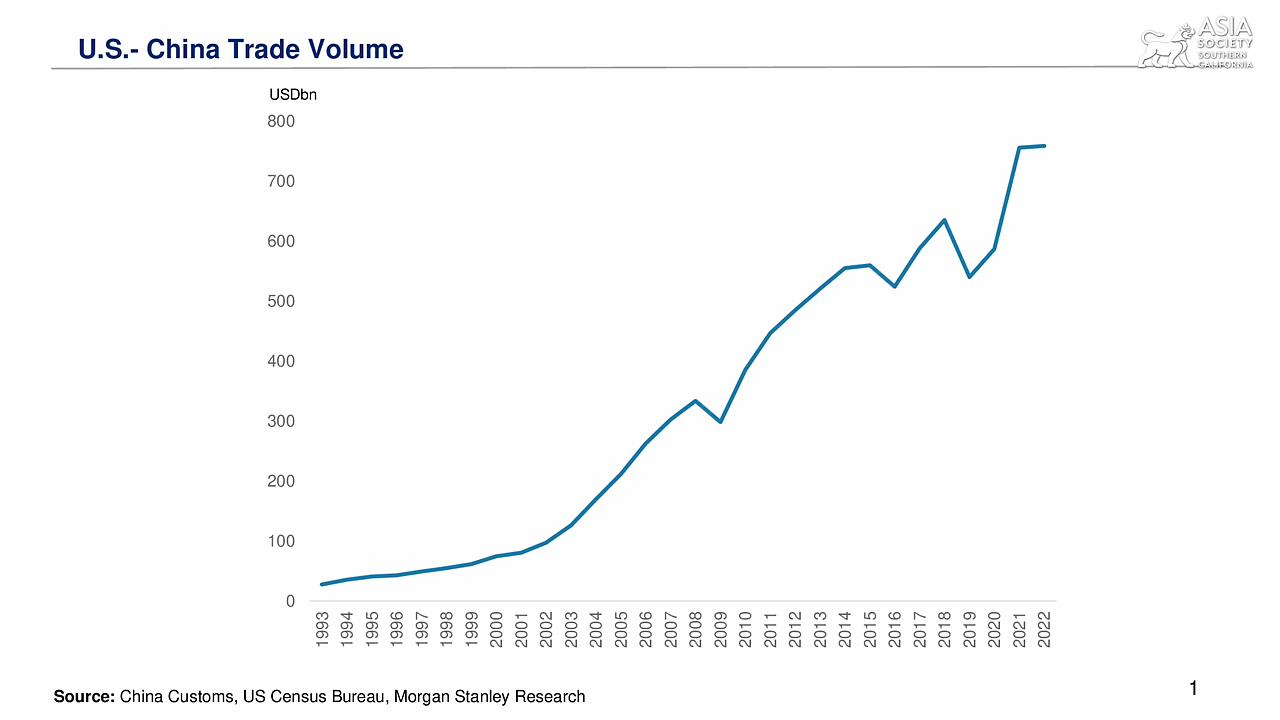 U.S.- China Trade Volume
ASIA
SOCIETY
SOUTHERN
CALIFORNIA
USDbn
800
700
600
500
400
300
200
100
0
1993 1994 1995 1996 1997 1998 1999 2000 2001 2002 2003 2004 2005 2006 2007 2008 2009 2010 2011 2012 2013 2014 2015 2016 2017 2018 2019 2020 2021 2022
Source: China Customs, US Census Bureau, Morgan Stanley Research
1